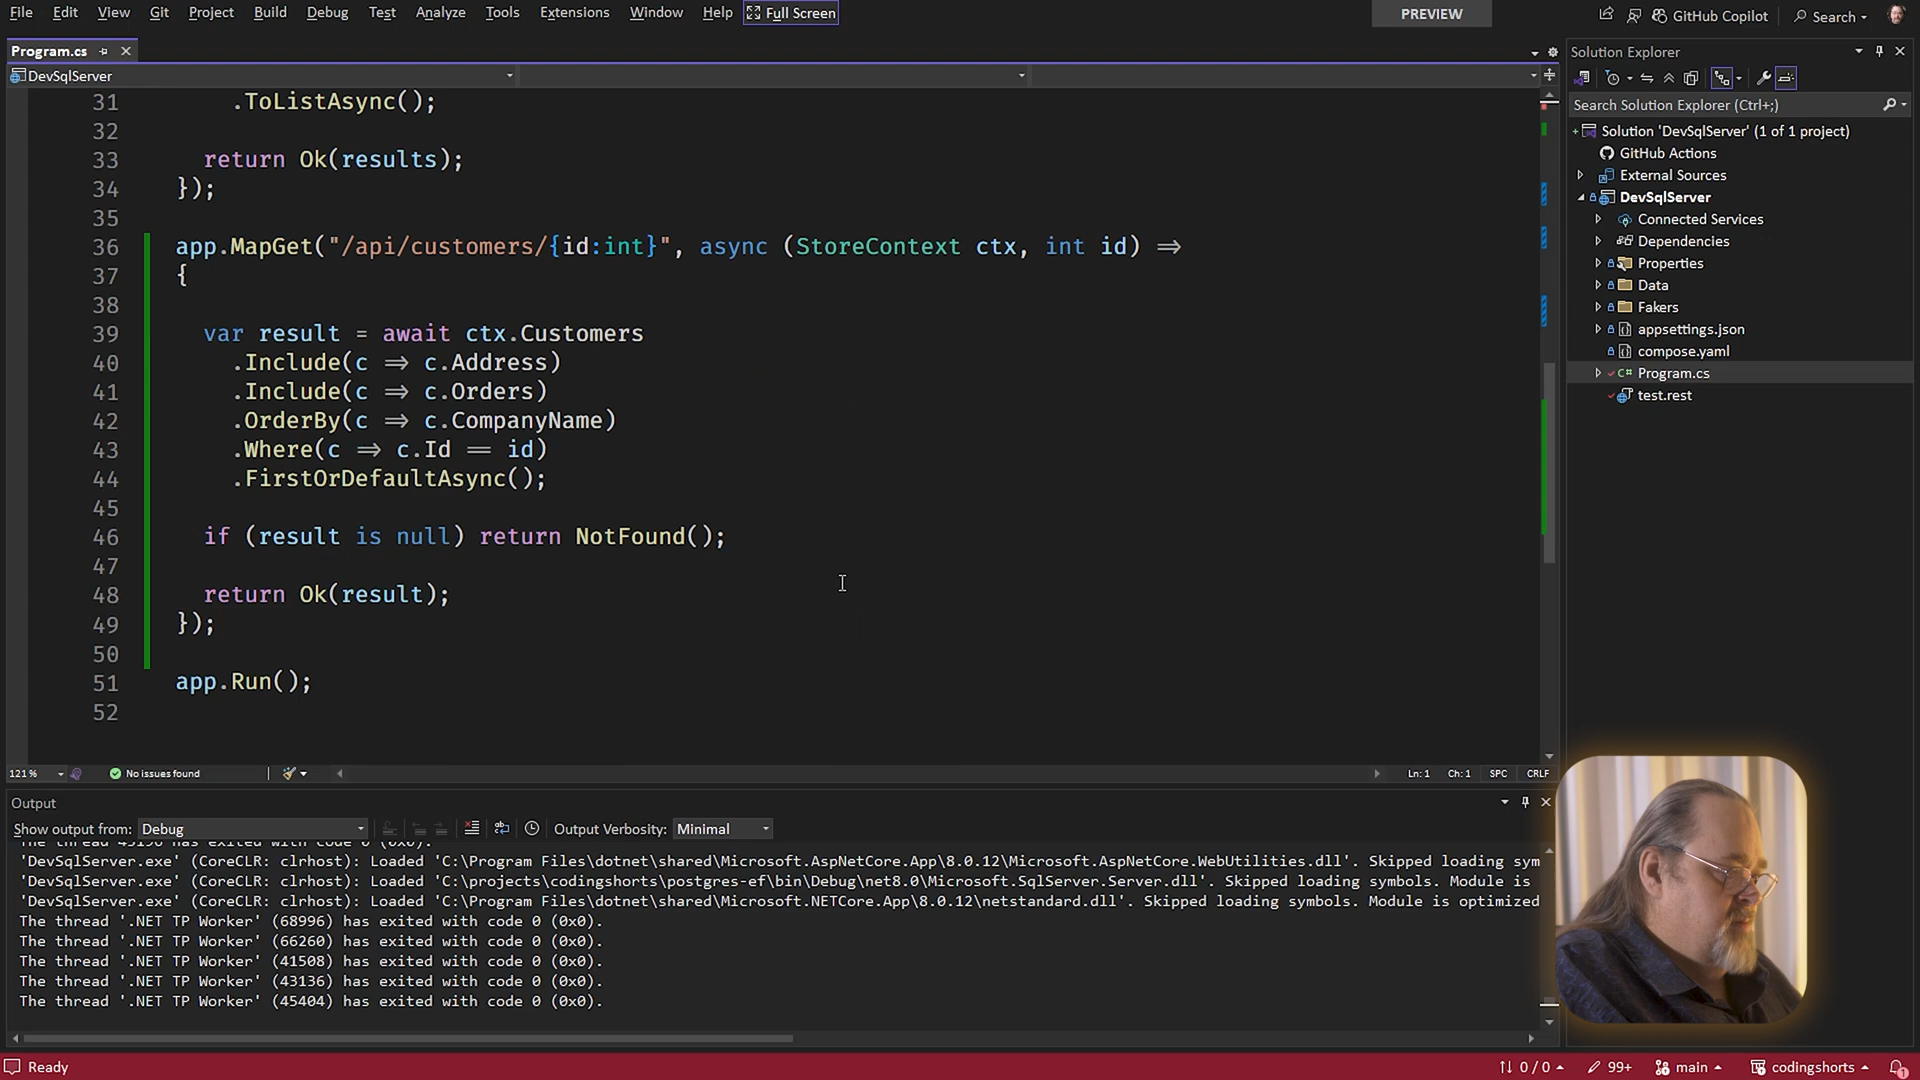 File Edit View Git Project Build Debug Test Analyze Tools Extensions Window Help Full Screen PREVIEW GitHub Copilot Search
Program.cs
DevSqlServer
31 .ToListAsync();
32
33 return Ok(results);
34 });
35
36 app.MapGet("/api/customers/{id:int}", async (StoreContext ctx, int id) =>
37 {
38
39 var result = await ctx.Customers
40 .Include(c => c.Address)
41 .Include(c => c.Orders)
42 .OrderBy(c => c.CompanyName)
43 .Where(c => c.Id == id)
44 .FirstOrDefaultAsync();
45
46 if (result is null) return NotFound();
47
48 return Ok(result);
49 });
50
51 app.Run();
52
121 % No issues found Ln: 1 Ch: 1 SPC CRLF
Output
Show output from: Debug Output Verbosity: Minimal
The thread 45196 has exited with code 0 (0x0).
'DevSqlServer.exe' (CoreCLR: clrhost): Loaded 'C:\Program Files\dotnet\shared\Microsoft.AspNetCore.App\8.0.12\Microsoft.AspNetCore.WebUtilities.dll'. Skipped loading sym
'DevSqlServer.exe' (CoreCLR: clrhost): Loaded 'C:\projects\codingshorts\postgres-ef\bin\Debug\net8.0\Microsoft.SqlServer.Server.dll'. Skipped loading symbols. Module is
'DevSqlServer.exe' (CoreCLR: clrhost): Loaded 'C:\Program Files\dotnet\shared\Microsoft.NETCore.App\8.0.12\netstandard.dll'. Skipped loading symbols. Module is optimized
The thread '.NET TP Worker' (68996) has exited with code 0 (0x0).
The thread '.NET TP Worker' (66260) has exited with code 0 (0x0).
The thread '.NET TP Worker' (41508) has exited with code 0 (0x0).
The thread '.NET TP Worker' (43136) has exited with code 0 (0x0).
The thread '.NET TP Worker' (45404) has exited with code 0 (0x0).
Solution Explorer
Search Solution Explorer (Ctrl+;)
Solution 'DevSqlServer' (1 of 1 project)
GitHub Actions
External Sources
DevSqlServer
Connected Services
Dependencies
Properties
Data
Fakers
appsettings.json
compose.yaml
C# Program.cs
test.rest
Ready 0 / 0 99+ main codingshorts 1